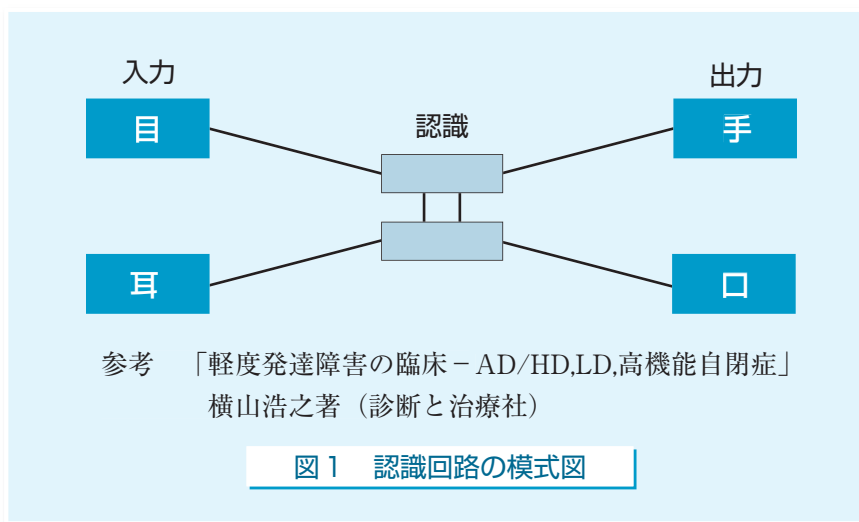 入力
出力
目
認識
手
耳
口
参考 「軽度発達障害の臨床－AD/HD,LD,高機能自閉症」
横山浩之著（診断と治療社）
図1 認識回路の模式図